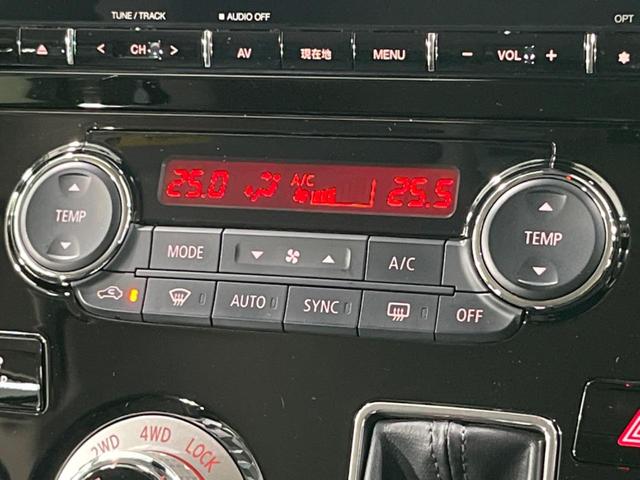 TUNE / TRACK
AUDIO OFF
OPT
CH
AV
現在地
MENU
VOL
25.0
A/C
25.5
TEMP
TEMP
MODE
A/C
AUTO
SYNC
OFF
2WD
4WD
LOCK